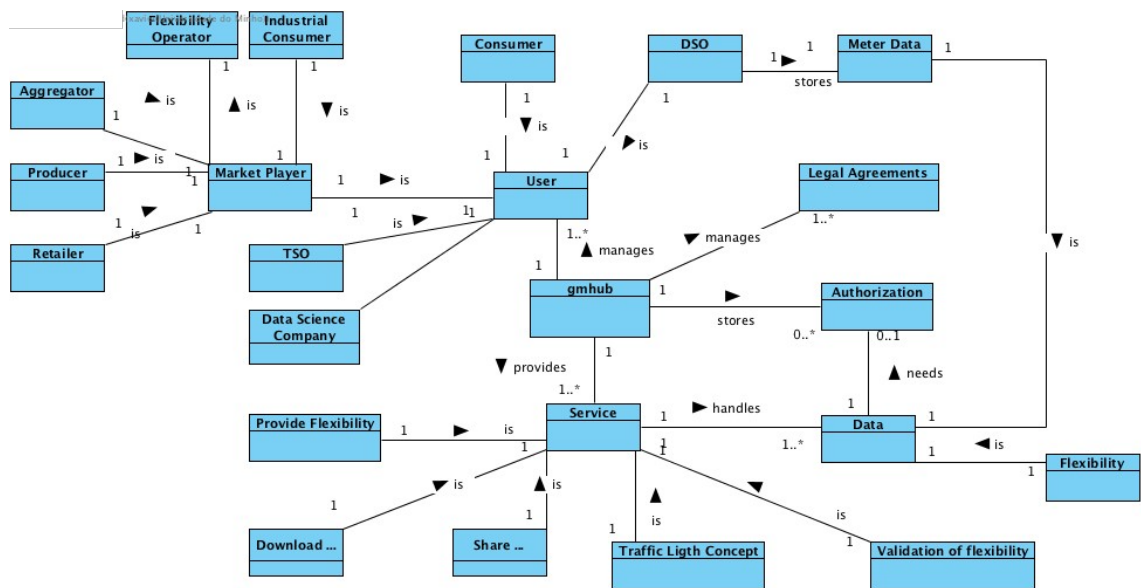 Flexibility
Operator
Industrial
Consumer
Consumer
DSO
Meter Data
1
1
1
1
1
1
1
1
stores
Aggregator
is
is
is
is
is
1
1
Producer
1
is
1
1
1
Market Player
1
is
1
1
User
Legal Agreements
1
is
1
1
1
is
1
1
1..*
manages
1..*
is
Retailer
TSO
manages
1
gmhub
1
stores
Authorization
0..*
0..1
Data Science
Company
1
provides
needs
1..*
1
Provide Flexibility
1
is
Service
1
handles
1..*
Data
1
1
is
1
1
1
1
Flexibility
is
is
1
1
is
1
is
1
Download ...
Share ...
Traffic Ligth Concept
Validation of flexibility